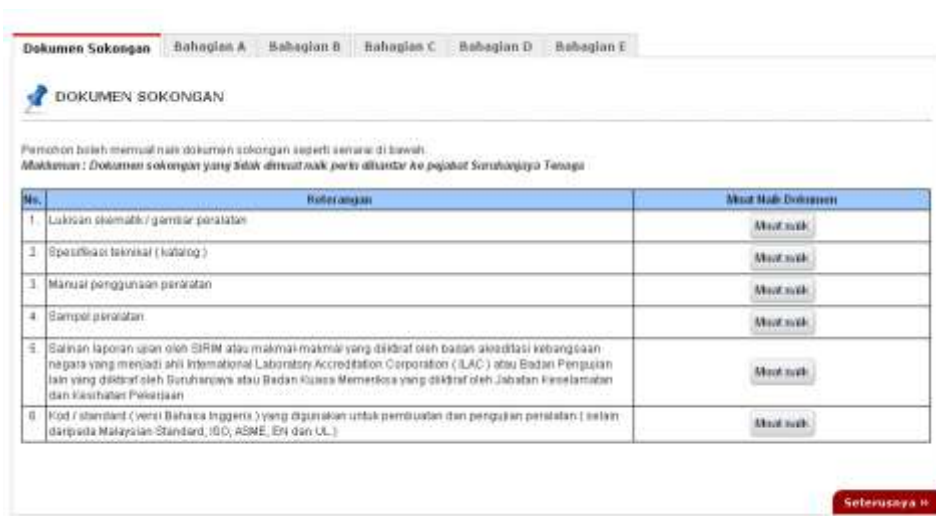 Dokumen Sokongan Bahagian A Bahagian B Bahagian C Bahagian D Bahagian E
DOKUMEN SOKONGAN
Pemohon boleh memuat naik dokumen sokongan seperti senarai di bawah.
Makluman : Dokumen sokongan yang tidak dimuat naik perlu dihantar ke pejabat Suruhanjaya Tenaga
No. Keterangan Muat Naik Dokumen
1. Lukisan skematik / gambar peralatan Muat naik
2. Spesifikasi teknikal ( katalog ) Muat naik
3. Manual penggunaan peralatan Muat naik
4. Sampel peralatan Muat naik
5. Salinan laporan ujian oleh SIRIM atau makmal-makmal yang diiktiraf oleh badan akreditasi kebangsaan
negara yang menjadi ahli International Laboratory Accreditation Corporation ( ILAC ) atau Badan Pengujian
lain yang diiktiraf oleh Suruhanjaya atau Badan Kuasa Memeriksa yang diiktiraf oleh Jabatan Keselamatan
dan Kesihatan Pekerjaan Muat naik
6. Kod / standard ( versi Bahasa Inggeris ) yang digunakan untuk pembuatan dan pengujian peralatan ( selain
daripada Malaysian Standard, ISO, ASME, EN dan UL.) Muat naik
Seterusnya »